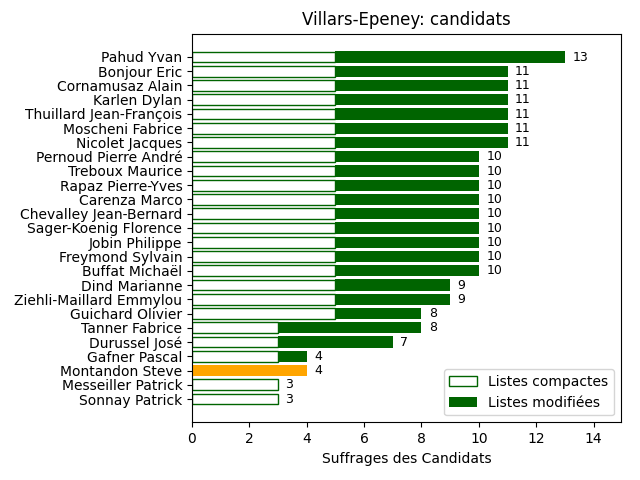 Villars-Epeney: candidats
Pahud Yvan 13
Bonjour Eric 11
Cornamusaz Alain 11
Karlen Dylan 11
Thuillard Jean-François 11
Moscheni Fabrice 11
Nicolet Jacques 11
Pernoud Pierre André 10
Treboux Maurice 10
Rapaz Pierre-Yves 10
Carenza Marco 10
Chevalley Jean-Bernard 10
Sager-Koenig Florence 10
Jobin Philippe 10
Freymond Sylvain 10
Buffat Michaël 10
Dind Marianne 9
Ziehli-Maillard Emmylou 9
Guichard Olivier 8
Tanner Fabrice 8
Durussel José 7
Gafner Pascal 4
Montandon Steve 4
Messeiller Patrick 3
Sonnay Patrick 3
Listes compactes
Listes modifiées
0 2 4 6 8 10 12 14
Suffrages des Candidats